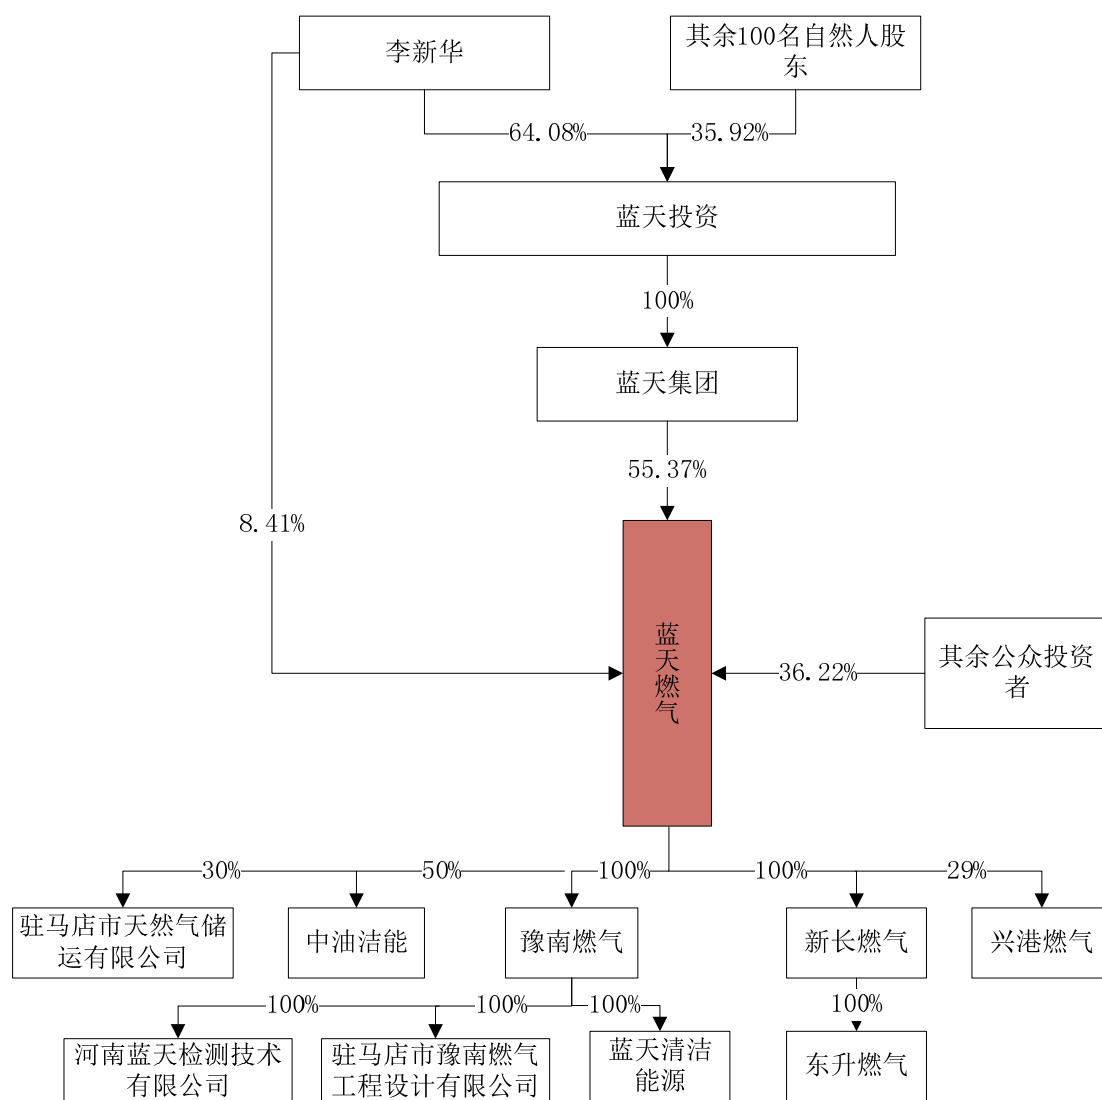 李新华
其余100名自然人股
东
64.08%
35.92%
蓝天投资
100%
蓝天集团
55.37%
8.41%
蓝天燃气
36.22%
其余公众投资
者
30%
50%
100%
100%
29%
驻马店市天然气储
运有限公司
中油洁能
豫南燃气
新长燃气
兴港燃气
100%
100%
100%
100%
河南蓝天检测技术
有限公司
驻马店市豫南燃气
工程设计有限公司
蓝天清洁
能源
东升燃气